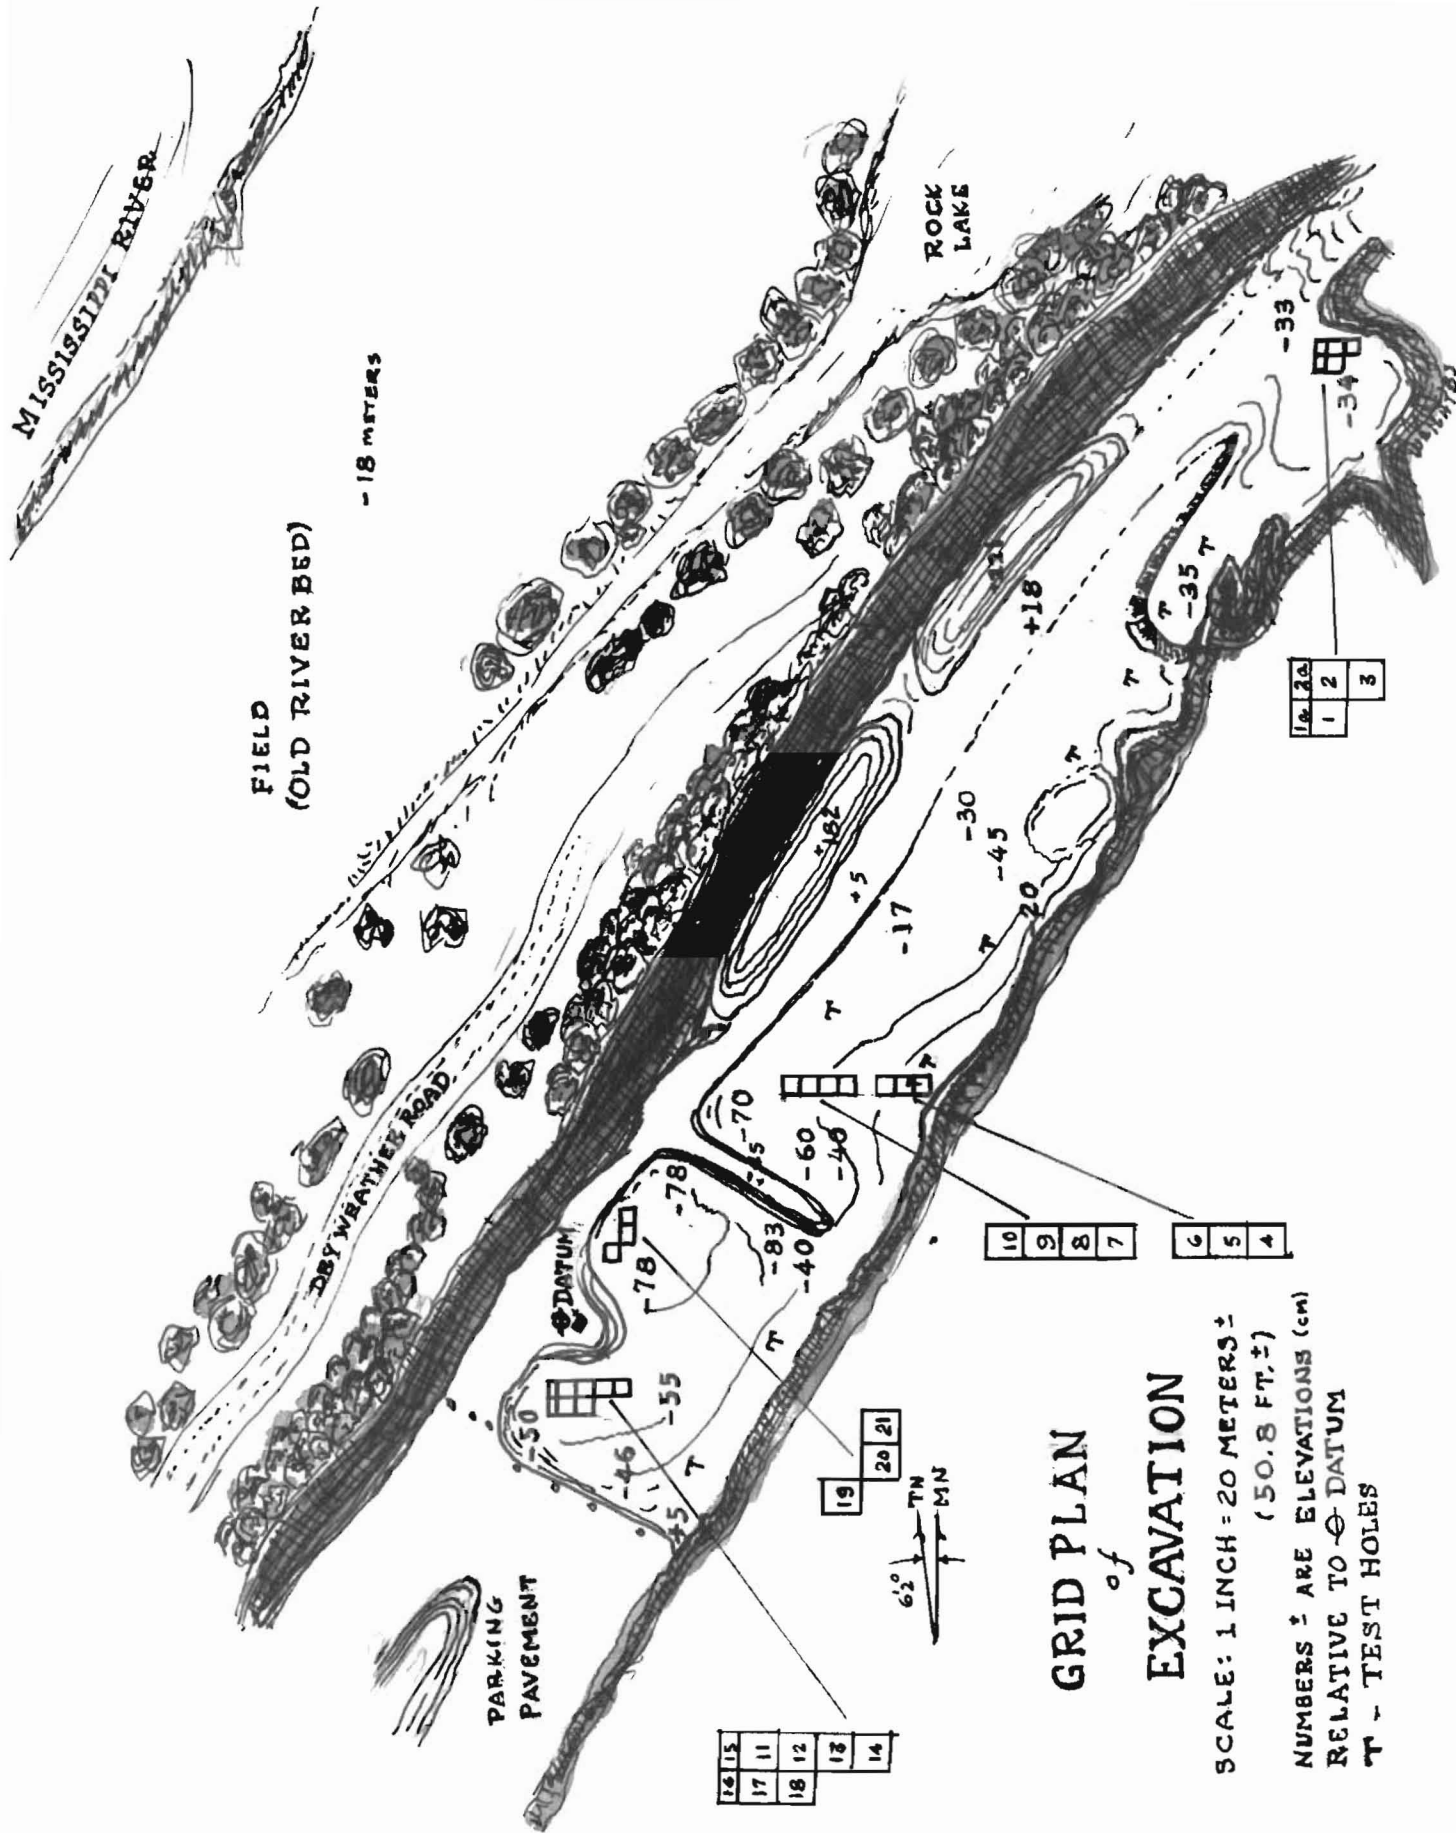 MISSISSIPPI RIVER
-18 METERS
FIELD
(OLD RIVER BED)
ROCK
LAKE
DRY WEATHER ROAD
DATUM
PARKING
PAVEMENT
-33
-34
-35
+18
+182
+5
-17
-30
-45
20
-70
-60
-40
-78
-78
-83
-40
-50
-55
-46
+5
T
T
T
T
T
T
T
T
T
T
1a 2a
1 2
3
10
9
8
7
6
5
4
19
20 21
16 15
17 11
18 12
13
14
TN
MN
6½°
GRID PLAN
of
EXCAVATION
SCALE: 1 INCH = 20 METERS ±
(50.8 FT. ±)
NUMBERS ± ARE ELEVATIONS (cm)
RELATIVE TO DATUM
T - TEST HOLES